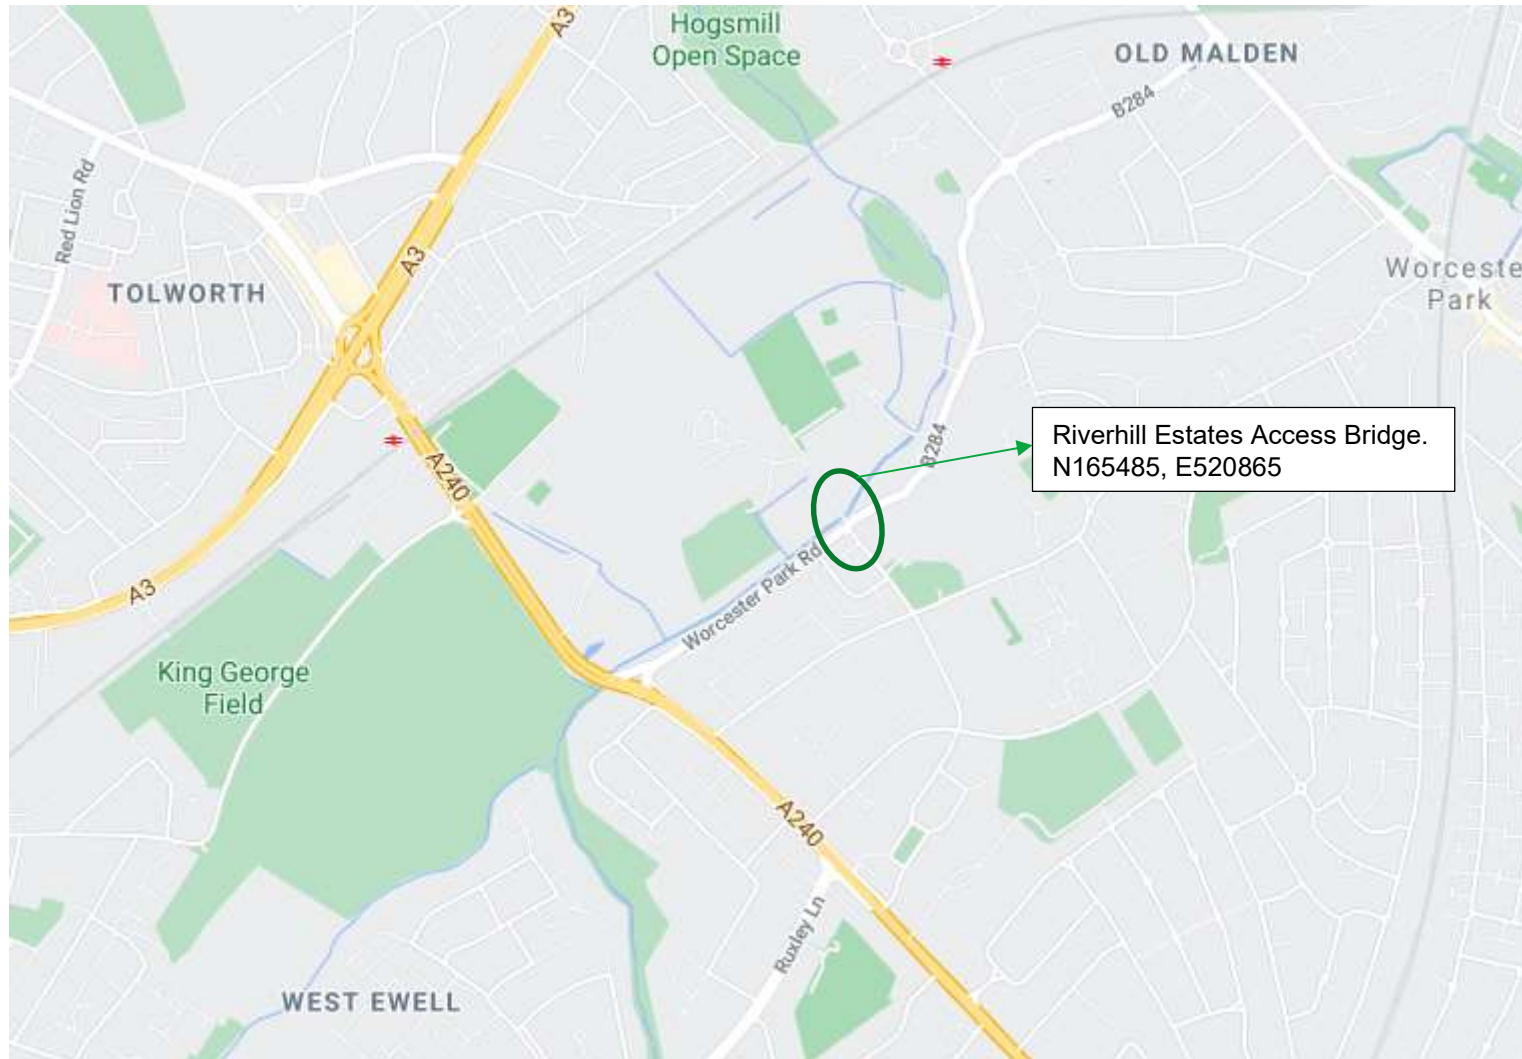 A3
Hogsmill
Open Space
OLD MALDEN
B284
Red Lion Rd
A3
TOLWORTH
Worceste
Park
Riverhill Estates Access Bridge.
N165485, E520865
B284
A240
Worcester Park Rd
A3
King George
Field
A240
Ruxley Ln
WEST EWELL